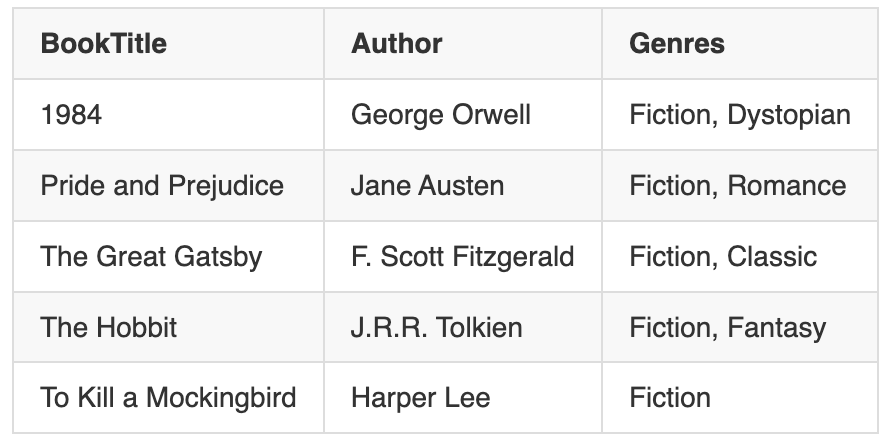 BookTitle Author Genres
1984 George Orwell Fiction, Dystopian
Pride and Prejudice Jane Austen Fiction, Romance
The Great Gatsby F. Scott Fitzgerald Fiction, Classic
The Hobbit J.R.R. Tolkien Fiction, Fantasy
To Kill a Mockingbird Harper Lee Fiction